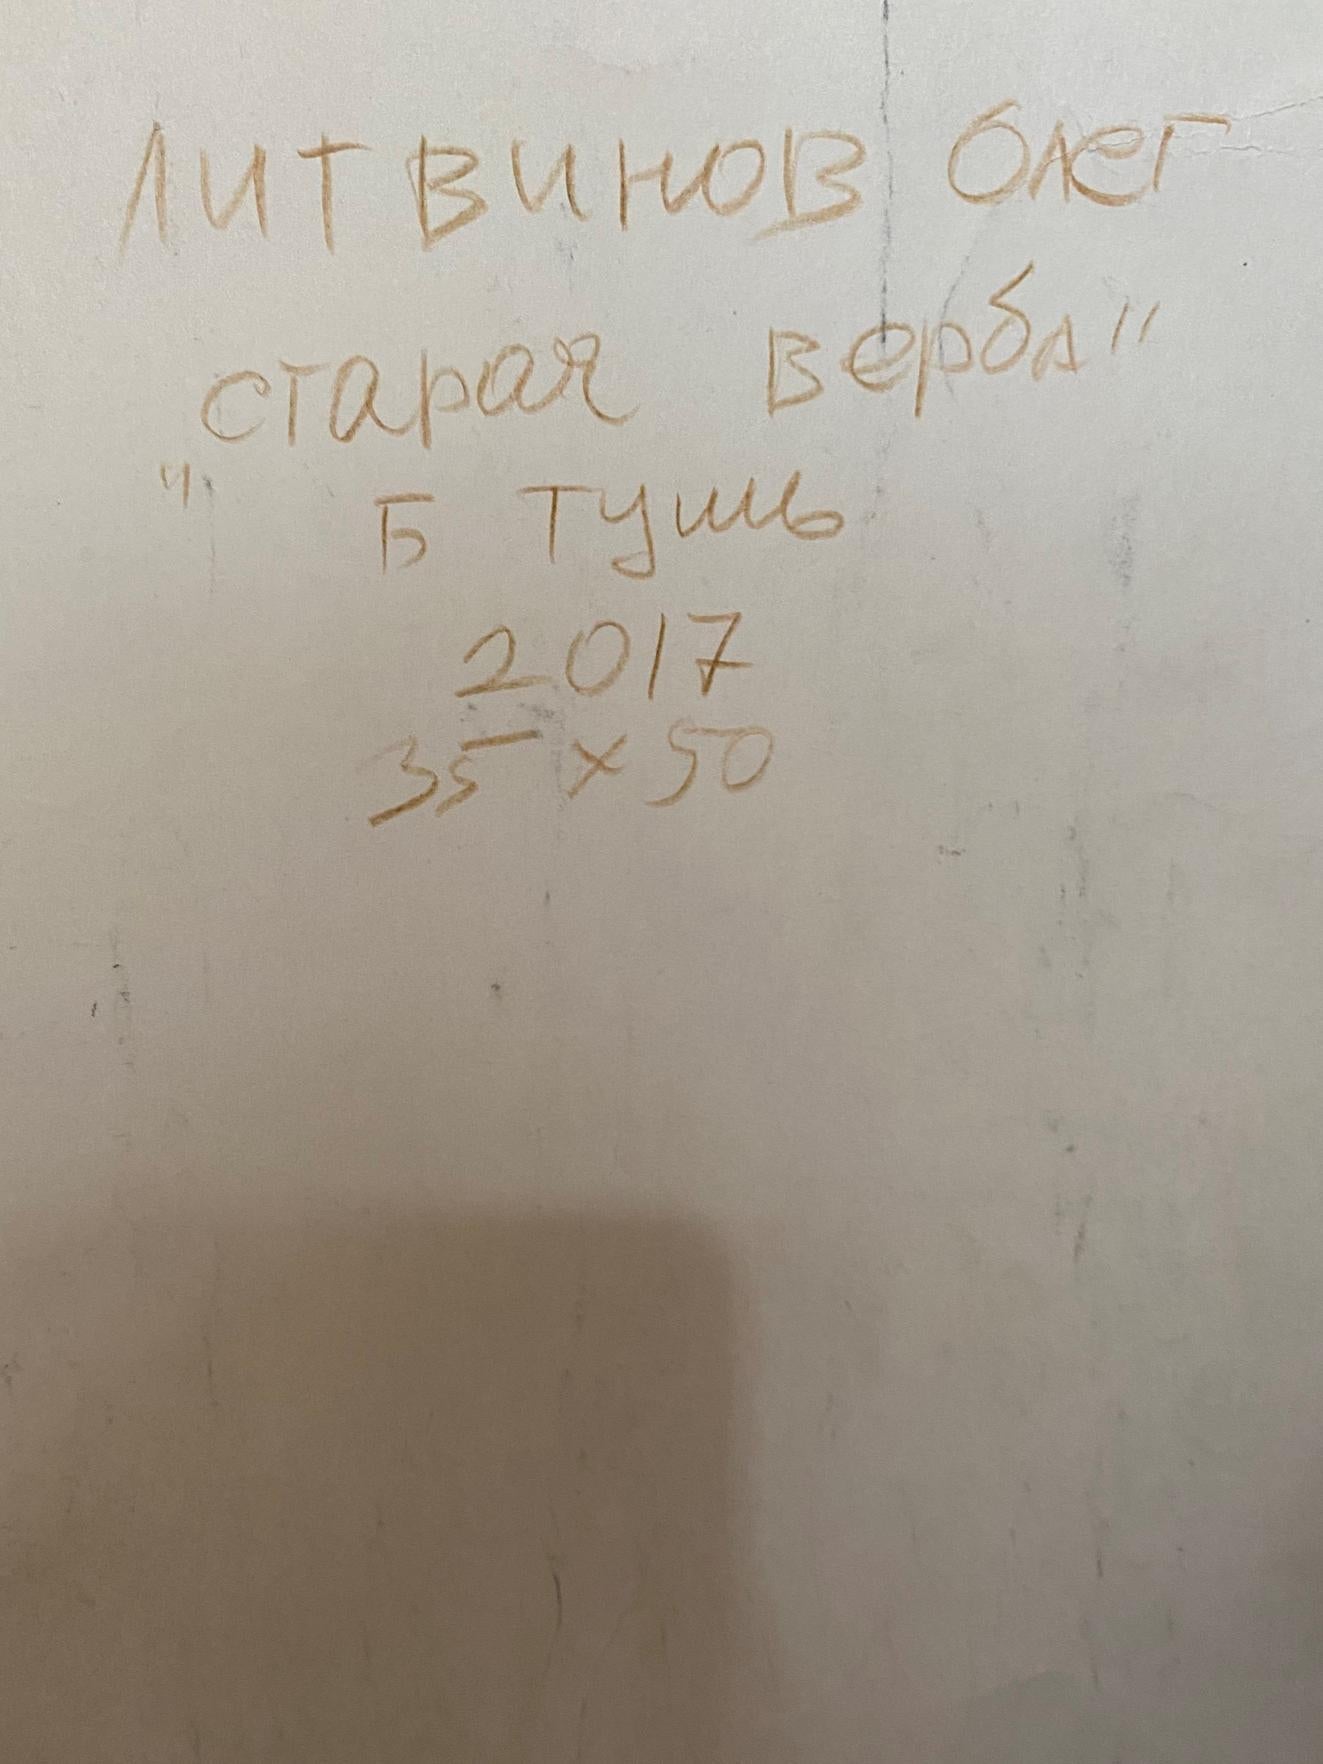 ЛИТВИНОВ Олег
"старая верба"
Б тушь
2017
35 x 50